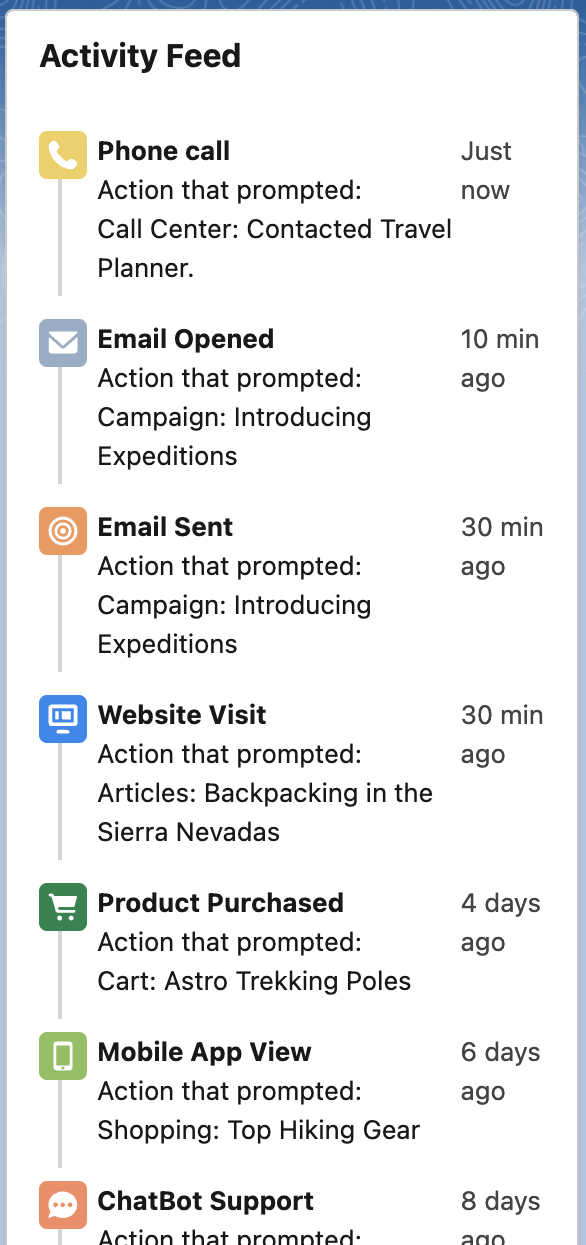 Activity Feed
Phone call
Just now
Action that prompted:
Call Center: Contacted Travel
Planner.
Email Opened
10 min ago
Action that prompted:
Campaign: Introducing
Expeditions
Email Sent
30 min ago
Action that prompted:
Campaign: Introducing
Expeditions
Website Visit
30 min ago
Action that prompted:
Articles: Backpacking in the
Sierra Nevadas
Product Purchased
4 days ago
Action that prompted:
Cart: Astro Trekking Poles
Mobile App View
6 days ago
Action that prompted:
Shopping: Top Hiking Gear
ChatBot Support
8 days ago
Action that prompted: